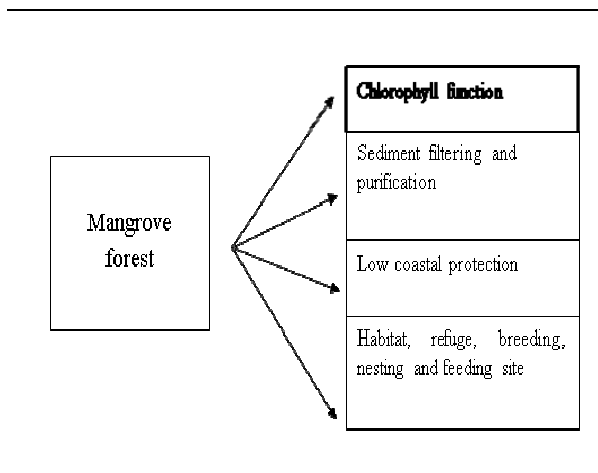 Mangrove
forest
Chlorophyll function
Sediment filtering and
purification
Low coastal protection
Habitat, refuge, breeding,
nesting and feeding site